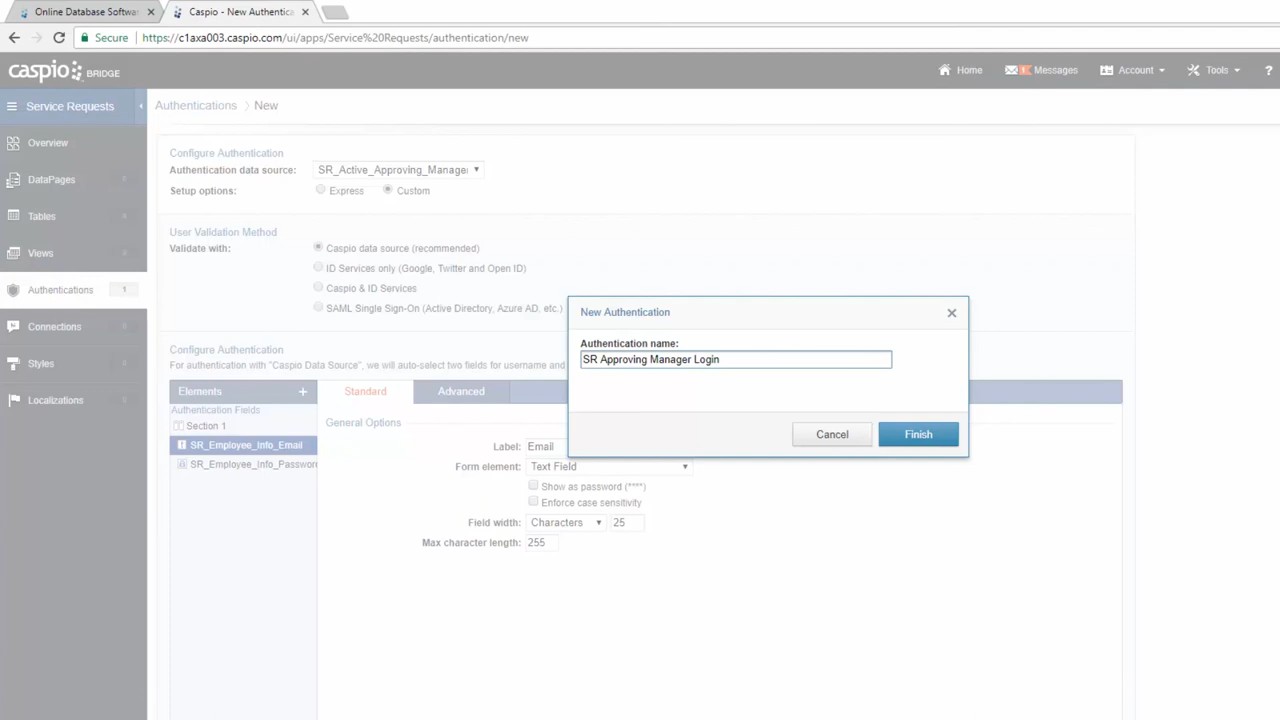 Online Database Softwa
Caspio - New Authentica
Secure
https://c1axa003.caspio.com/ui/apps/Service%20Requests/authentication/new
caspio BRIDGE
Home
Messages
Account
Tools
?
Service Requests
Authentications > New
Overview
DataPages
Tables
Views
Authentications 1
Connections
Styles
Localizations
Configure Authentication
Authentication data source: SR_Active_Approving_Manage
Setup options: Express Custom
User Validation Method
Validate with: Caspio data source (recommended)
ID Services only (Google, Twitter and Open ID)
Caspio & ID Services
SAML Single Sign-On (Active Directory, Azure AD, etc.)
New Authentication
Authentication name:
SR Approving Manager Login
Cancel
Finish
Configure Authentication
For authentication with "Caspio Data Source", we will auto-select two fields for username and
Elements +
Standard
Advanced
Authentication Fields
Section 1
SR_Employee_Info_Email
SR_Employee_Info_Passwor
General Options
Label: Email
Form element: Text Field
Show as password (****)
Enforce case sensitivity
Field width: Characters 25
Max character length: 255